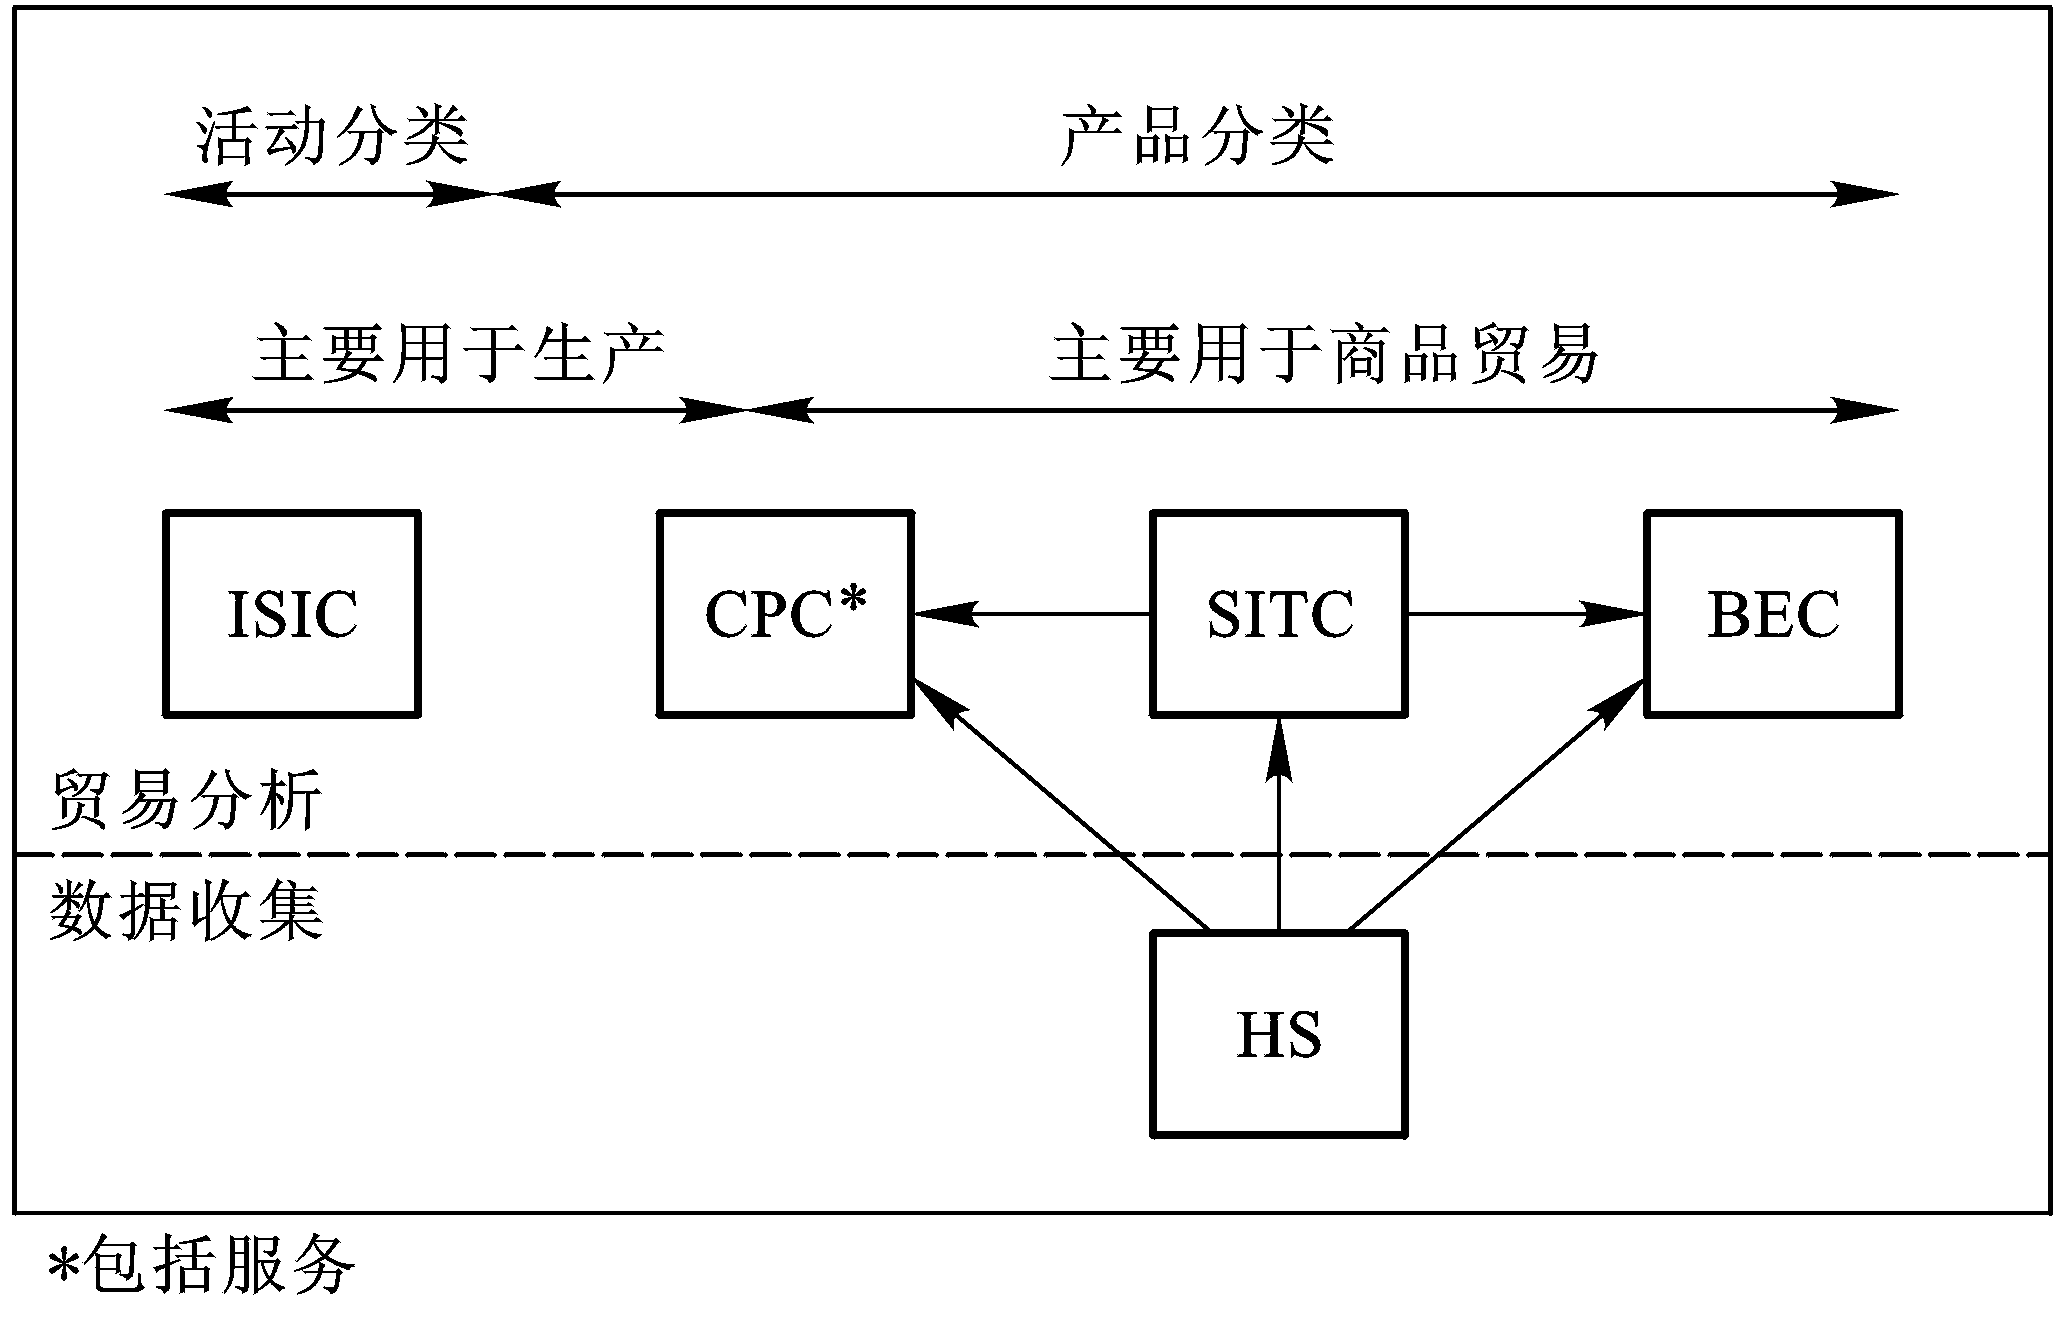 活动分类 产品分类
主要用于生产 主要用于商品贸易
ISIC CPC* SITC BEC
贸易分析
数据收集
HS
*包括服务